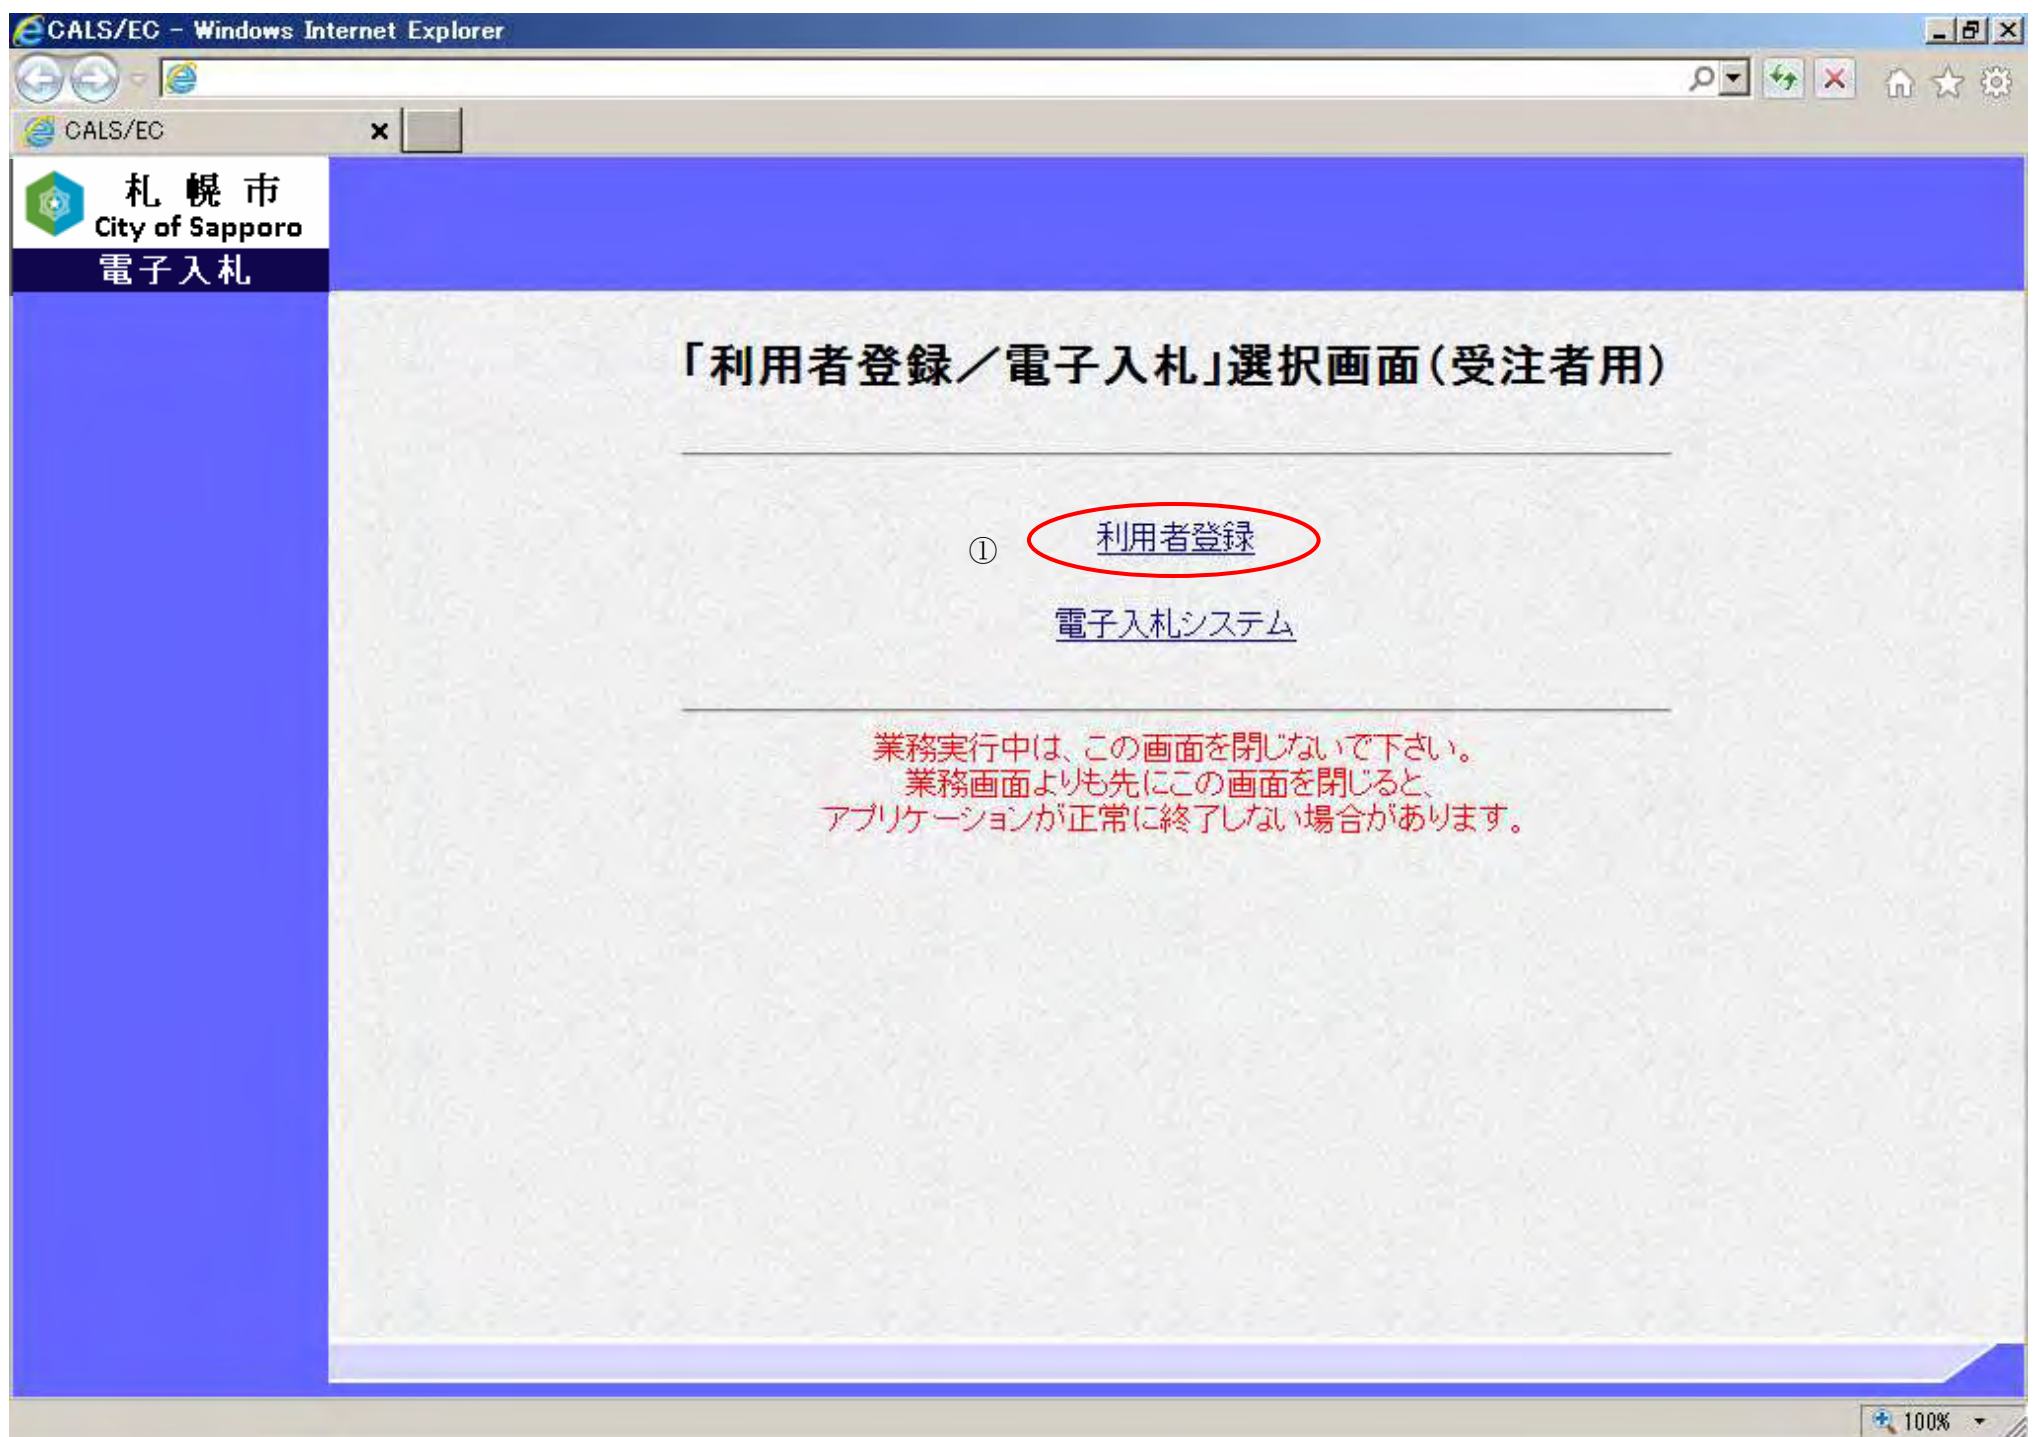 CALS/EC - Windows Internet Explorer
CALS/EC
札幌市
City of Sapporo
電子入札
「利用者登録／電子入札」選択画面(受注者用)
① 利用者登録
電子入札システム
業務実行中は、この画面を閉じないで下さい。
業務画面よりも先にこの画面を閉じると、
アプリケーションが正常に終了しない場合があります。
100%